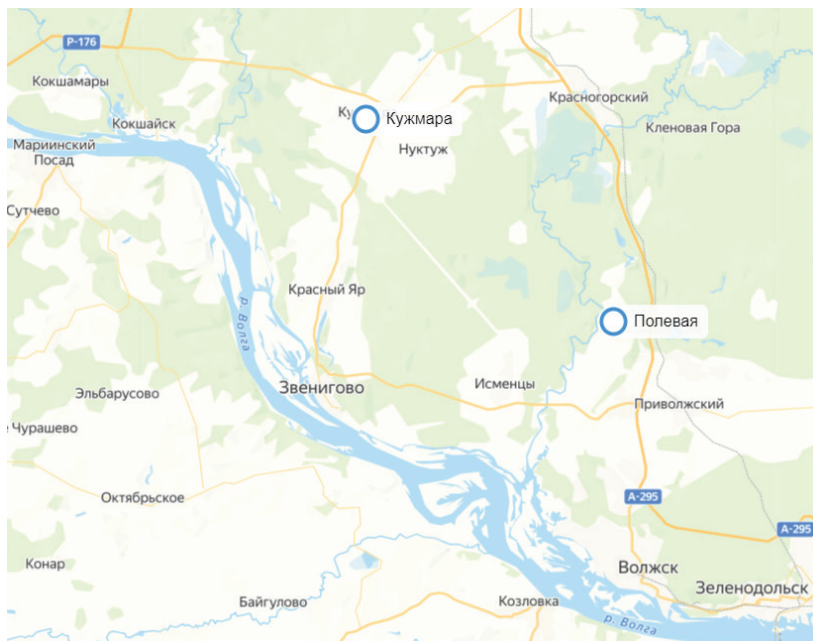 Р-176
Кокшамары
Кокшайск
Мариинский
Посад
Сутчево
Кужмара
Нуктуж
Красногорский
Кленовая Гора
Красный Яр
р. Волга
Полевая
Звенигово
Исменцы
Эльбарусово
Приволжский
Чурашево
Октябрьское
А-295
А-295
Конар
Волжск
Зеленодольск
Байгулово
Козловка
р. Волга